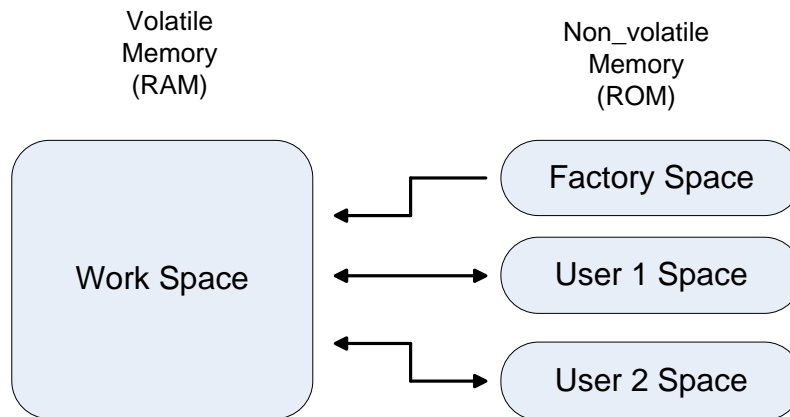 Volatile
Memory
(RAM)
Non_volatile
Memory
(ROM)
Work Space
Factory Space
User 1 Space
User 2 Space